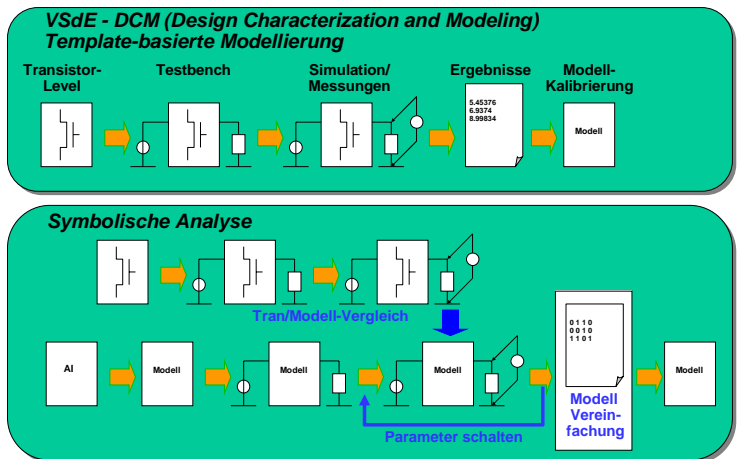 VSdE - DCM (Design Characterization and Modeling)
Template-basierte Modellierung
Transistor-
Level
Testbench
Simulation/
Messungen
Ergebnisse
Modell-
Kalibrierung
5.45376
6.9374
8.99834
Modell
Symbolische Analyse
Tran/Modell-Vergleich
AI
Modell
Modell
Modell
0 1 1 0
0 0 1 0
1 1 0 1
Modell
Verein-
fachung
Modell
Parameter schalten